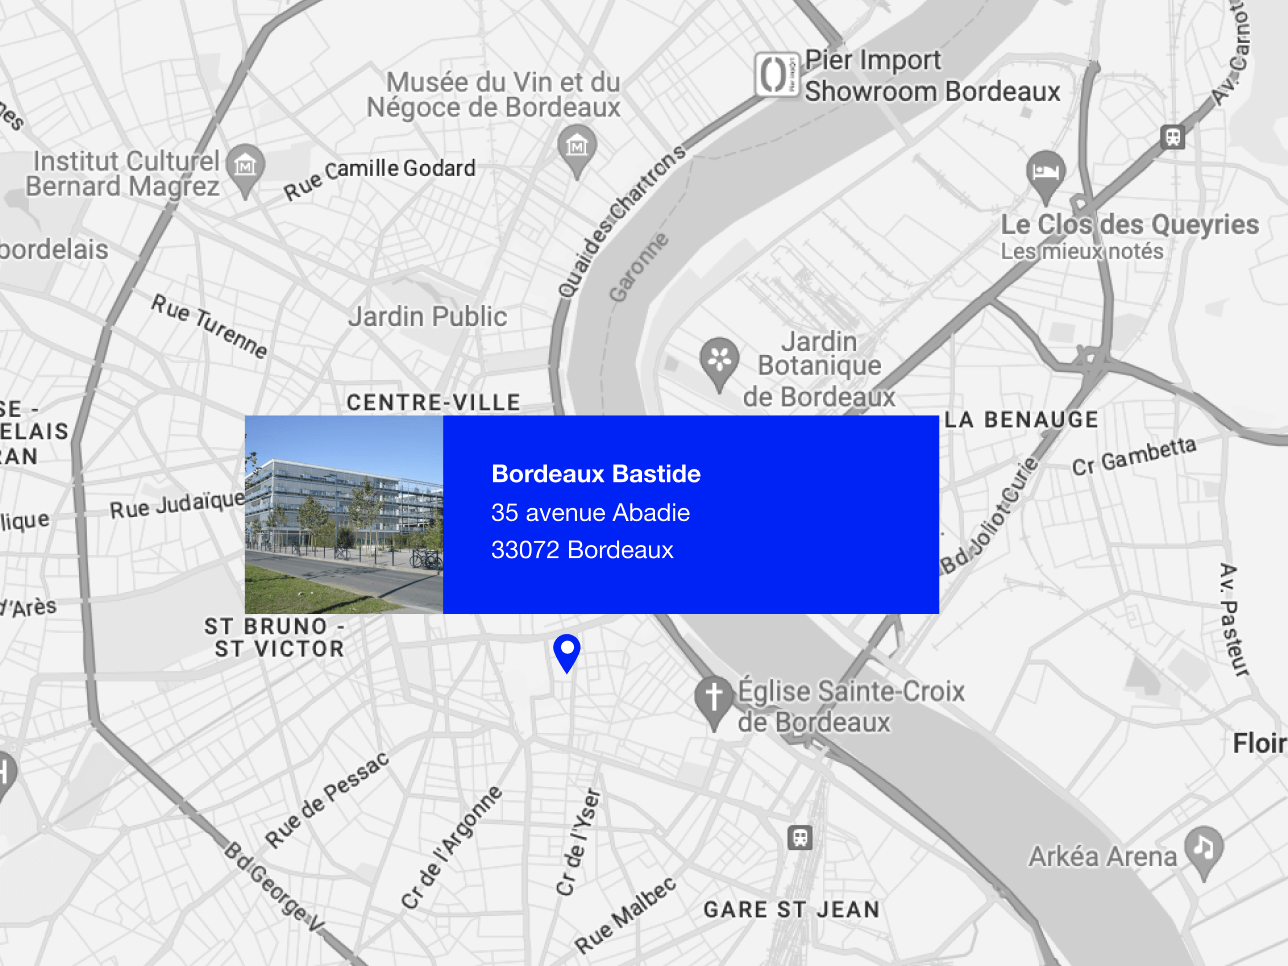 Pier Import
Showroom Bordeaux
Av. Carnot
Musée du Vin et du
Négoce de Bordeaux
Institut Culturel
Bernard Magrez
Rue Camille Godard
Quai des Chartrons
Garonne
Le Clos des Queyries
Les mieux notés
bordelais
Rue Turenne
Jardin Public
Jardin
Botanique
de Bordeaux
CENTRE-VILLE
LA BENAUGE
SE -
ELAIS
RAN
Cr Gambetta
Bordeaux Bastide
35 avenue Abadie
33072 Bordeaux
Rue Judaïque
lique
Bd Joliot Curie
Av. Pasteur
d'Arès
ST BRUNO -
ST VICTOR
Église Sainte-Croix
de Bordeaux
Floir
Rue de Pessac
Cr de l'Argonne
Cr de l'Yser
Bd George V
Rue Malbec
GARE ST JEAN
Arkéa Arena